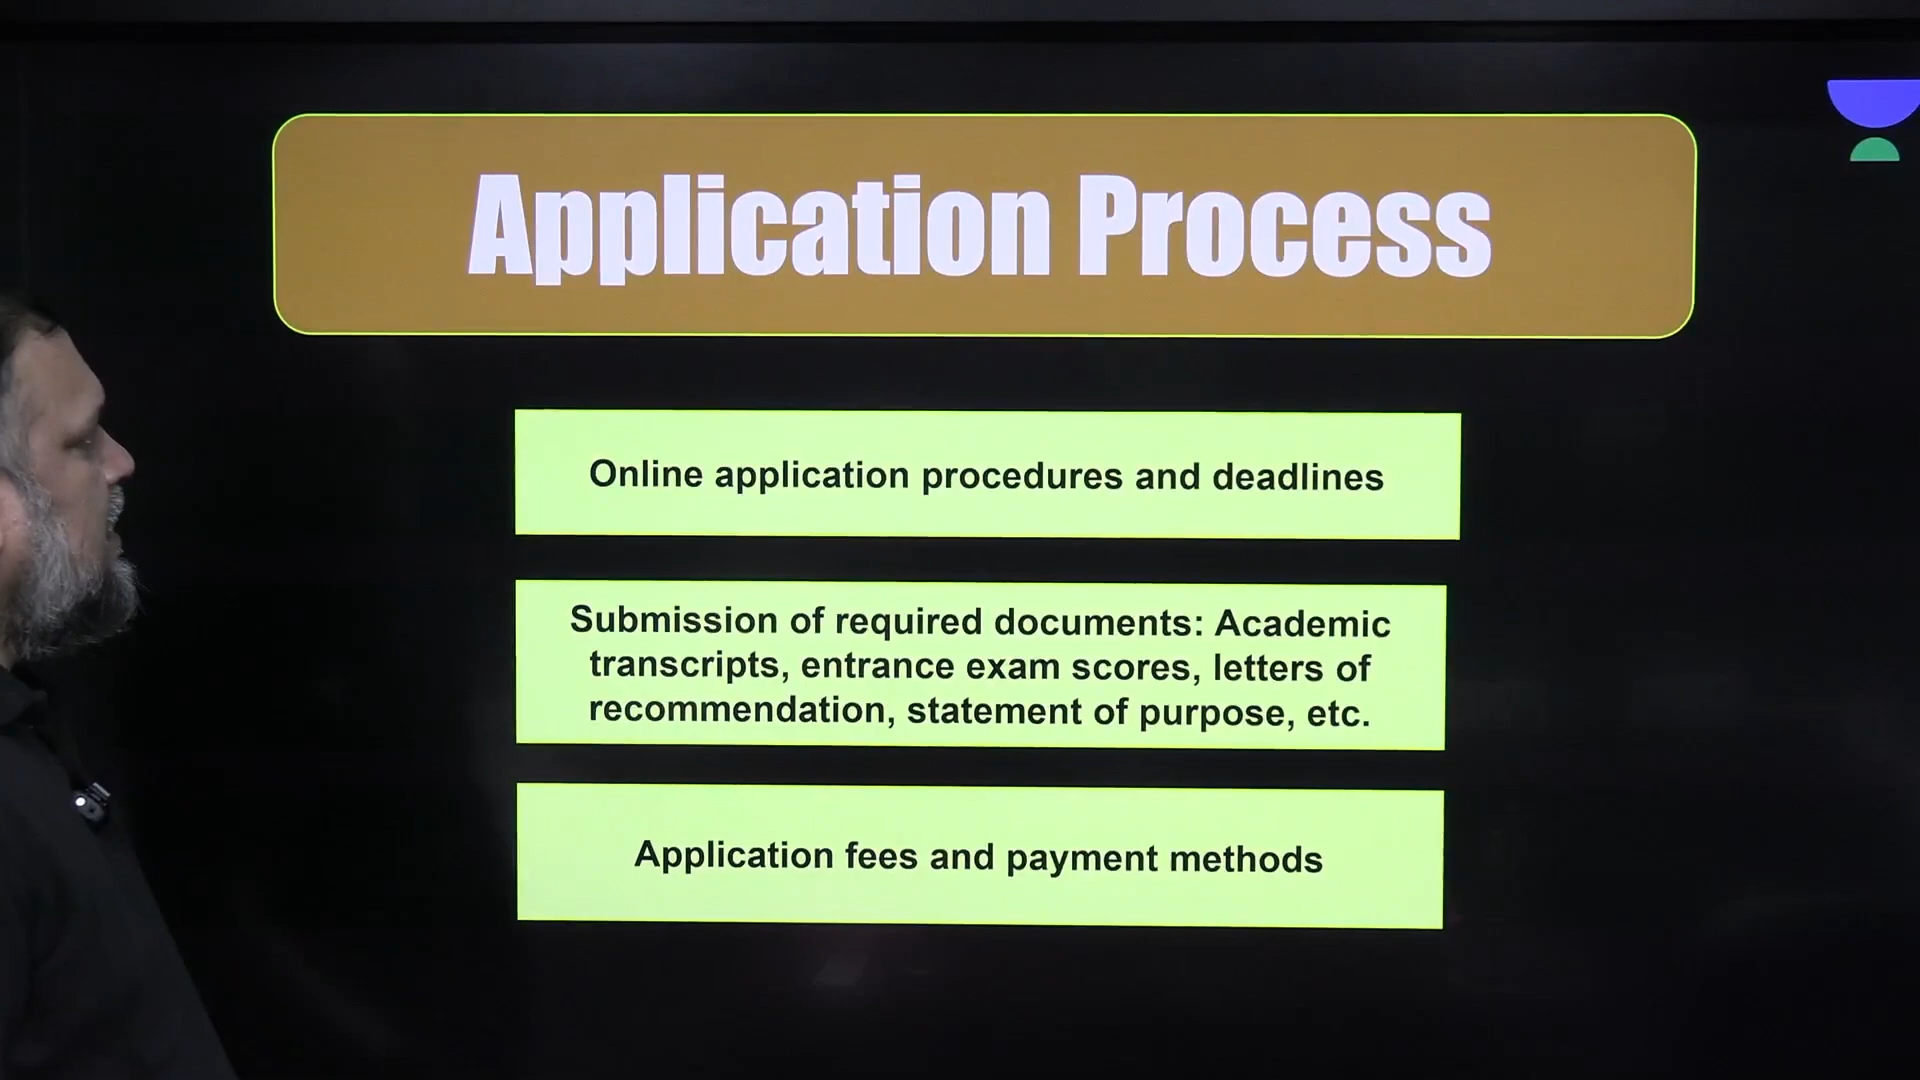 Application Process
Online application procedures and deadlines
Submission of required documents: Academic
transcripts, entrance exam scores, letters of
recommendation, statement of purpose, etc.
Application fees and payment methods